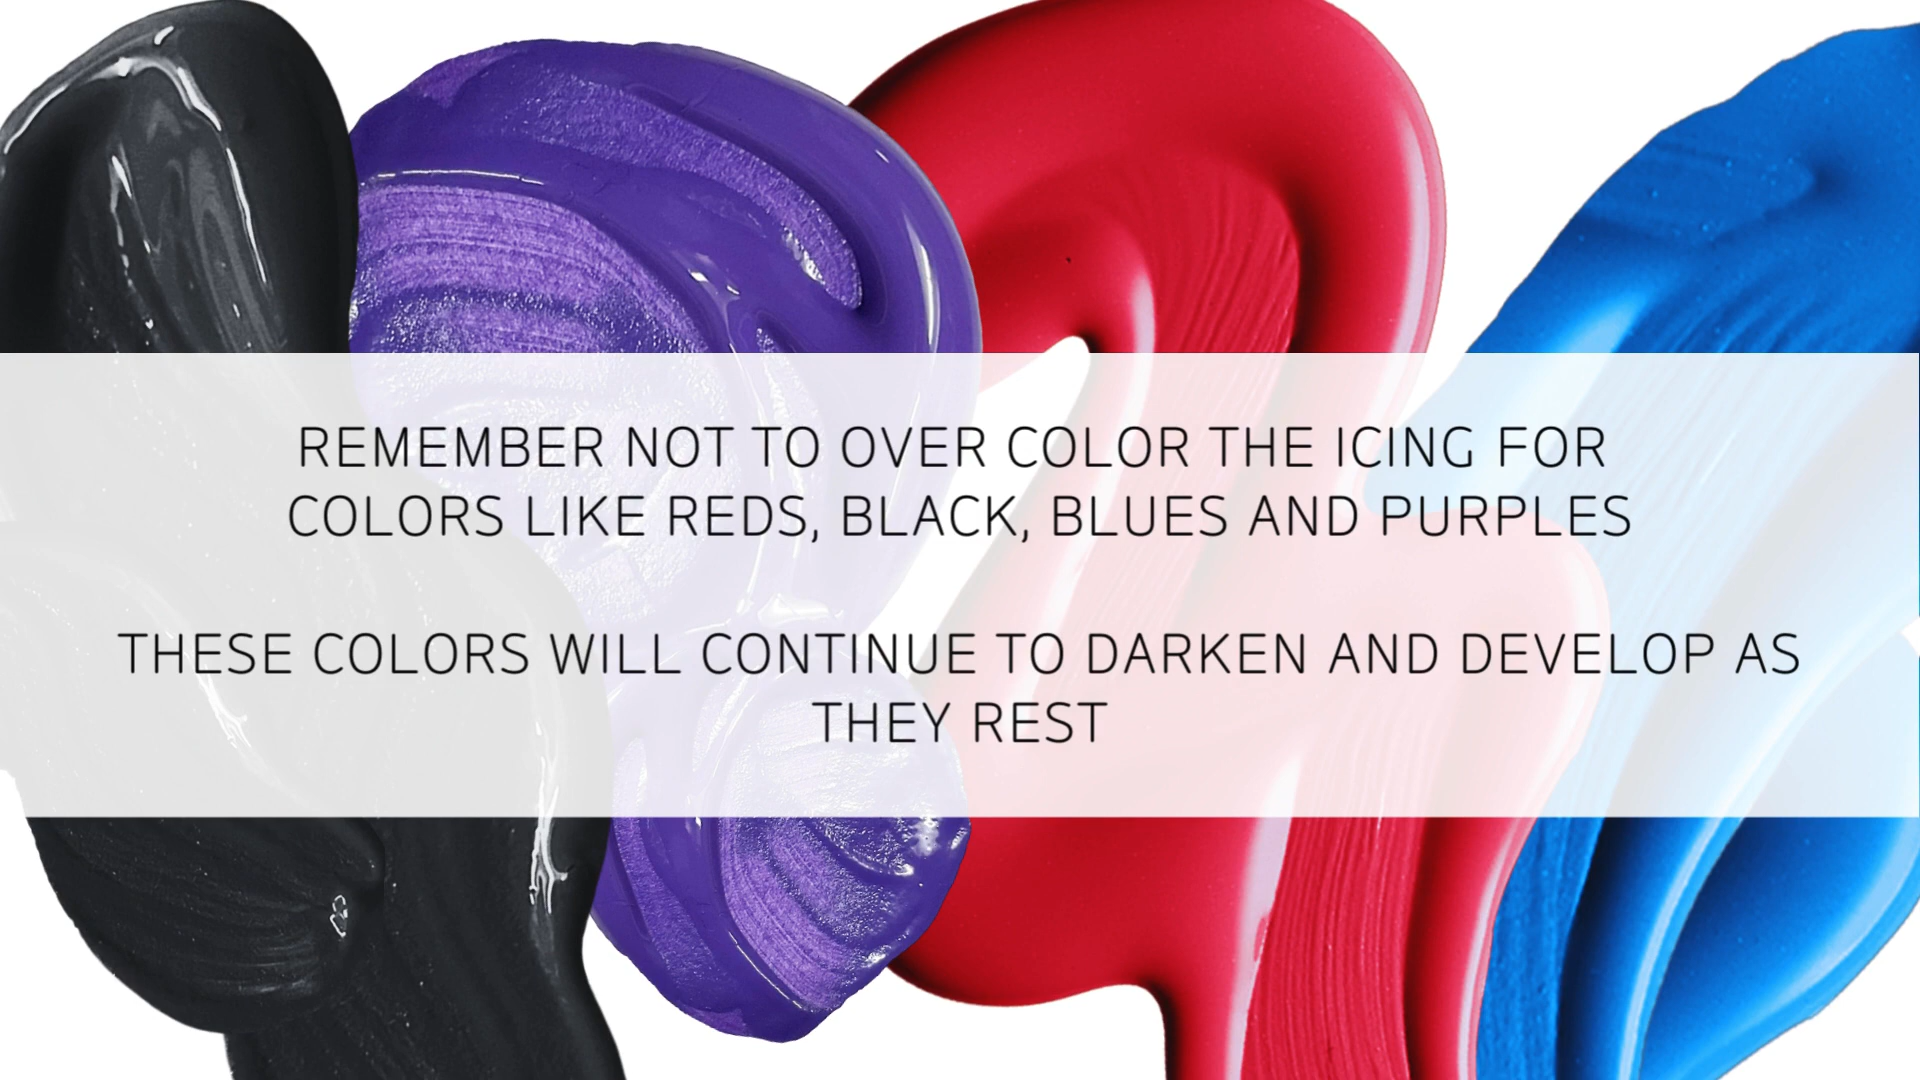 REMEMBER NOT TO OVER COLOR THE ICING FOR
COLORS LIKE REDS, BLACK, BLUES AND PURPLES
THESE COLORS WILL CONTINUE TO DARKEN AND DEVELOP AS
THEY REST